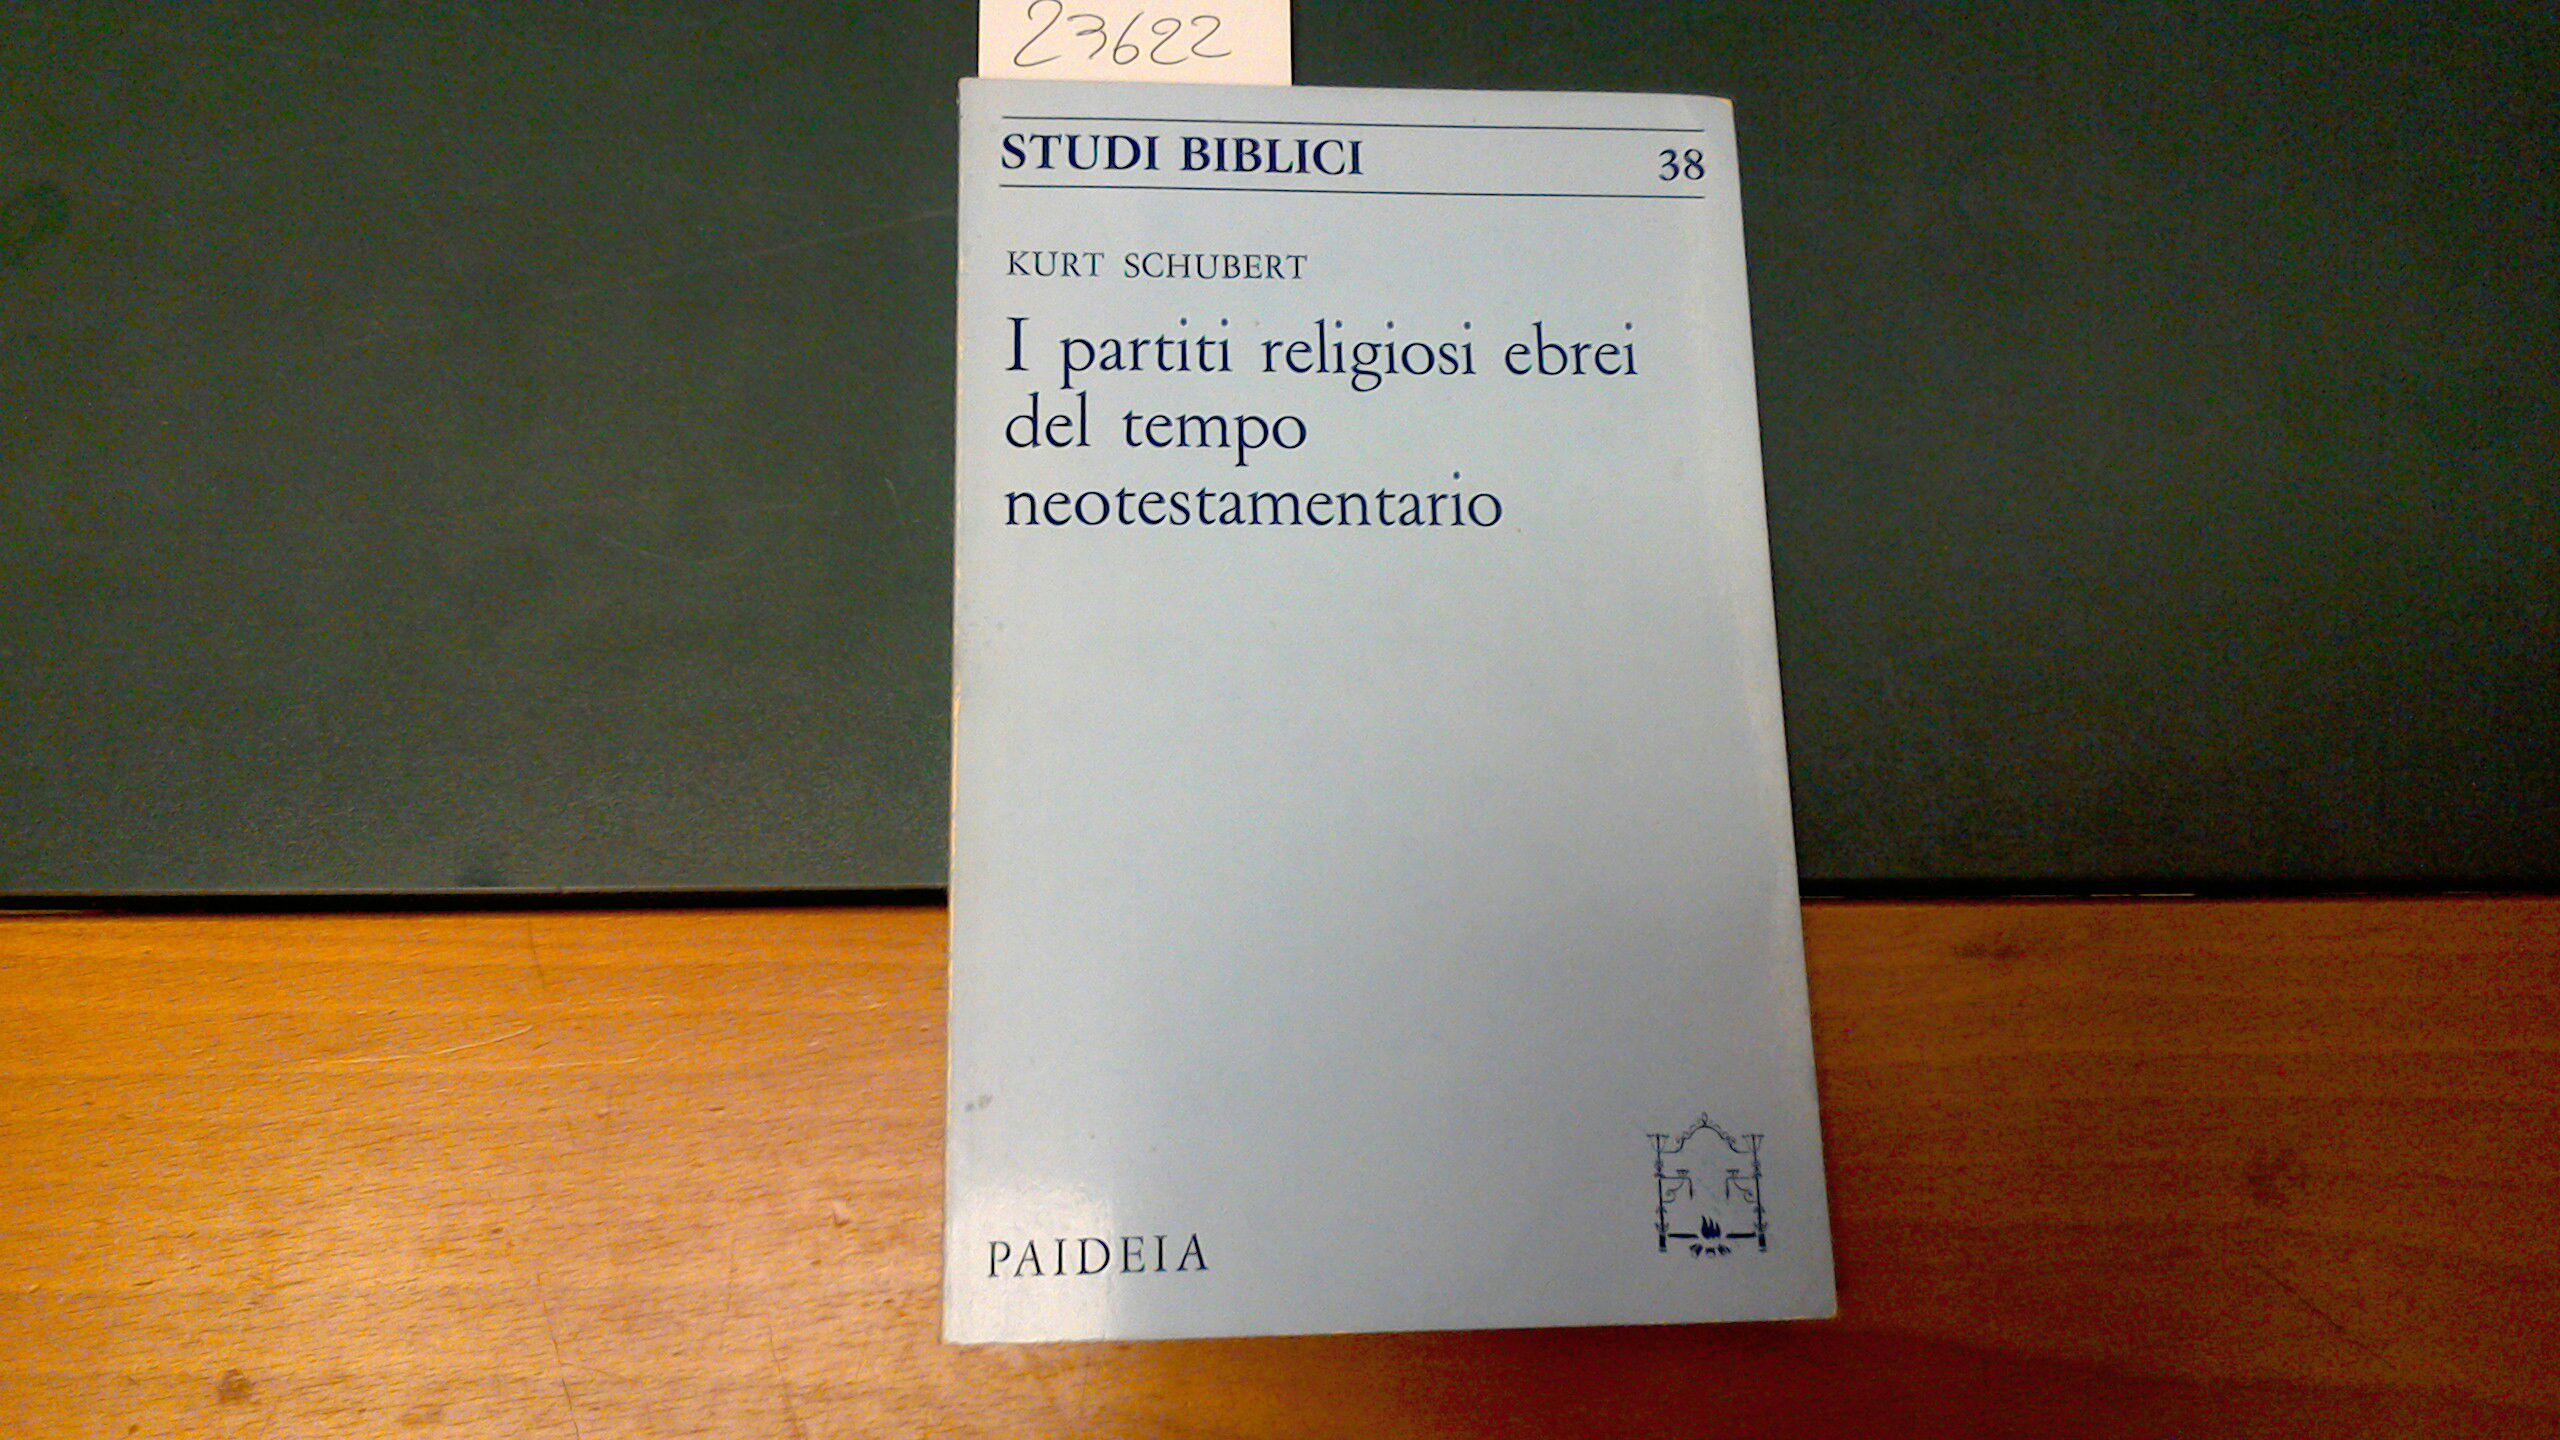 23622
STUDI BIBLICI 38
KURT SCHUBERT
I partiti religiosi ebrei
del tempo
neotestamentario
PAIDEIA